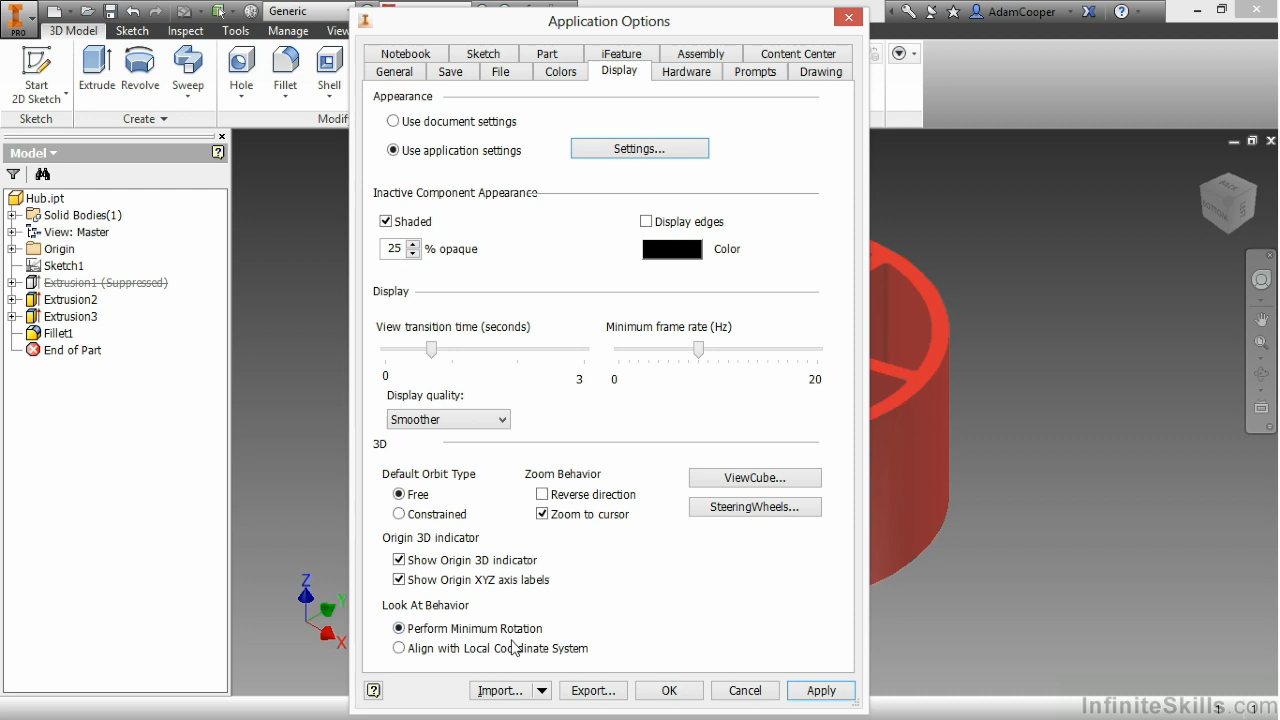 Generic
Application Options
AdamCooper
PRO
3D Model Sketch Inspect Tools Manage
Start
2D Sketch
Extrude Revolve Sweep Hole Fillet Shell
Sketch Create
Model
Hub.ipt
Solid Bodies(1)
View: Master
Origin
Sketch1
Extrusion1 (Suppressed)
Extrusion2
Extrusion3
Fillet1
End of Part
Notebook Sketch Part iFeature Assembly Content Center
General Save File Colors Display Hardware Prompts Drawing
Appearance
Use document settings
Use application settings Settings...
Inactive Component Appearance
Shaded Display edges
25 % opaque Color
Display
View transition time (seconds) Minimum frame rate (Hz)
0 3 0 20
Display quality:
Smoother
3D
Default Orbit Type Zoom Behavior ViewCube...
Free Reverse direction
Constrained Zoom to cursor SteeringWheels...
Origin 3D indicator
Show Origin 3D indicator
Show Origin XYZ axis labels
Look At Behavior
Perform Minimum Rotation
Align with Local Coordinate System
Import... Export... OK Cancel Apply
Z
Y
X
InfiniteSkills.com